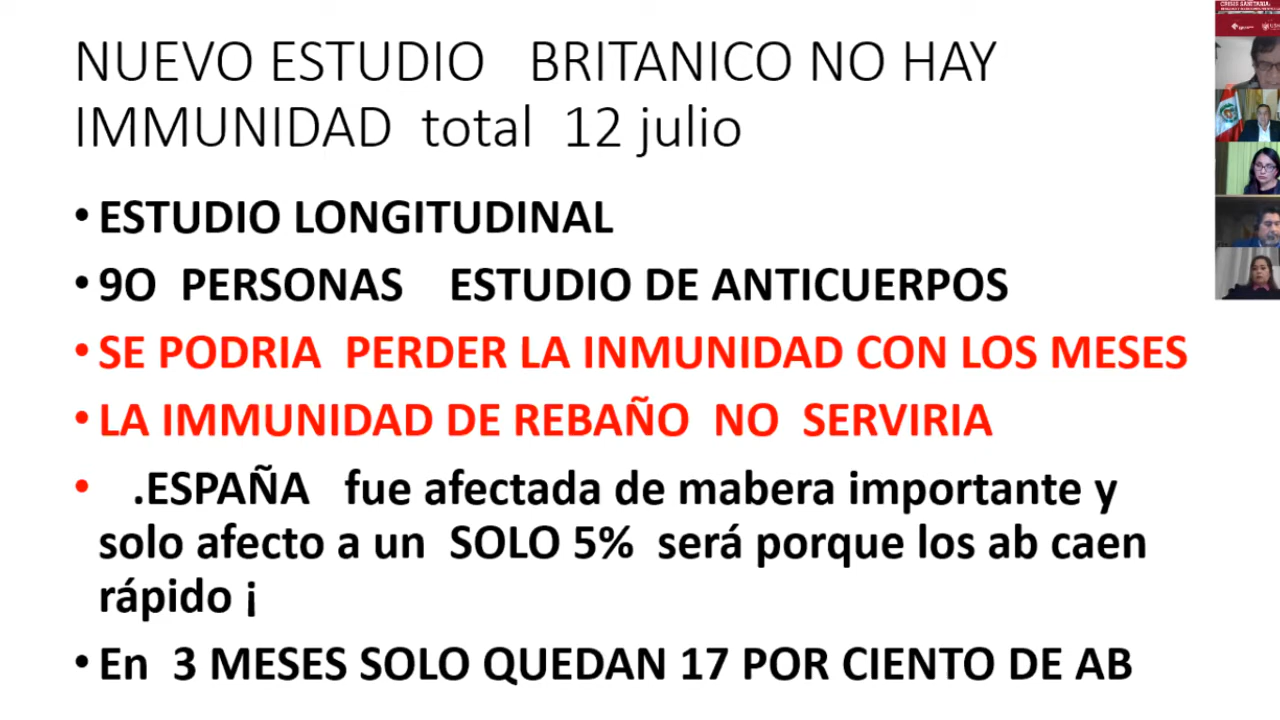 NUEVO ESTUDIO BRITANICO NO HAY
IMMUNIDAD total 12 julio
• ESTUDIO LONGITUDINAL
• 9O PERSONAS ESTUDIO DE ANTICUERPOS
• SE PODRIA PERDER LA INMUNIDAD CON LOS MESES
• LA IMMUNIDAD DE REBAÑO NO SERVIRIA
• .ESPAÑA fue afectada de mabera importante y
solo afecto a un SOLO 5% será porque los ab caen
rápido ¡
• En 3 MESES SOLO QUEDAN 17 POR CIENTO DE AB
CRISIS SANITARIA: